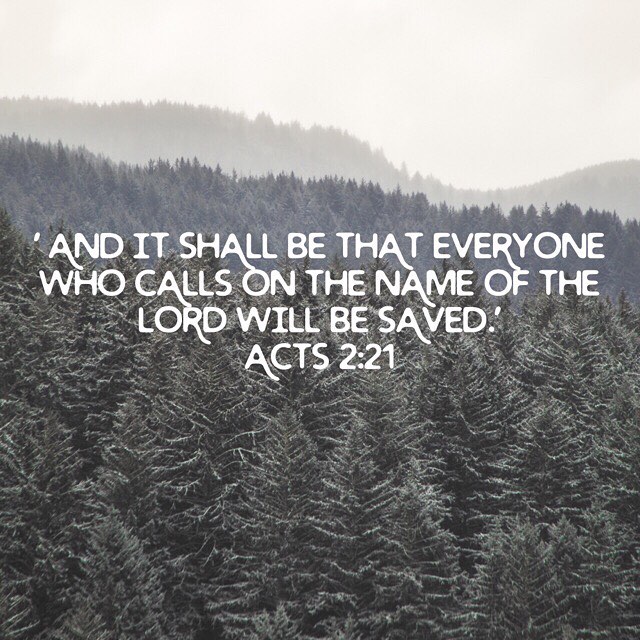 ‘ AND IT SHALL BE THAT EVERYONE
WHO CALLS ON THE NAME OF THE
LORD WILL BE SAVED.’
ACTS 2:21